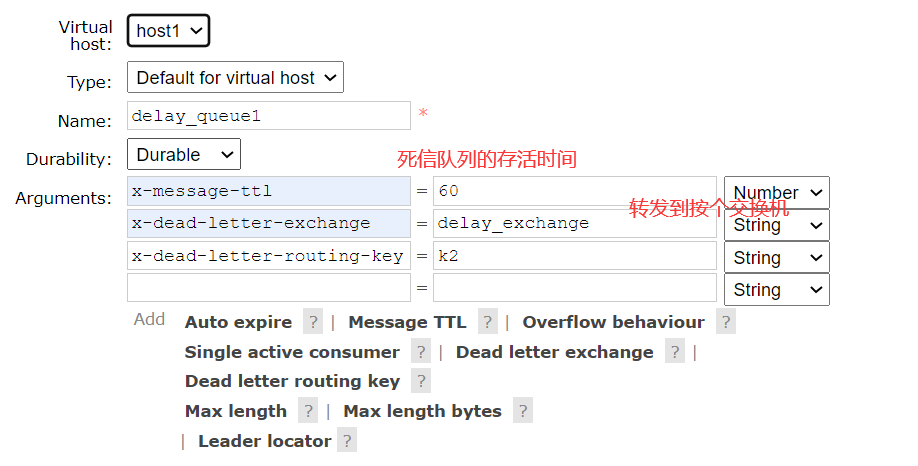 Virtual host: host1
Type: Default for virtual host
Name: delay_queue1 *
Durability: Durable
死信队列的存活时间
Arguments: x-message-ttl = 60 Number
转发到按个交换机
x-dead-letter-exchange = delay_exchange String
x-dead-letter-routing-key = k2 String
= String
Add Auto expire ? | Message TTL ? | Overflow behaviour ?
Single active consumer ? | Dead letter exchange ? |
Dead letter routing key ?
Max length ? | Max length bytes ?
| Leader locator ?